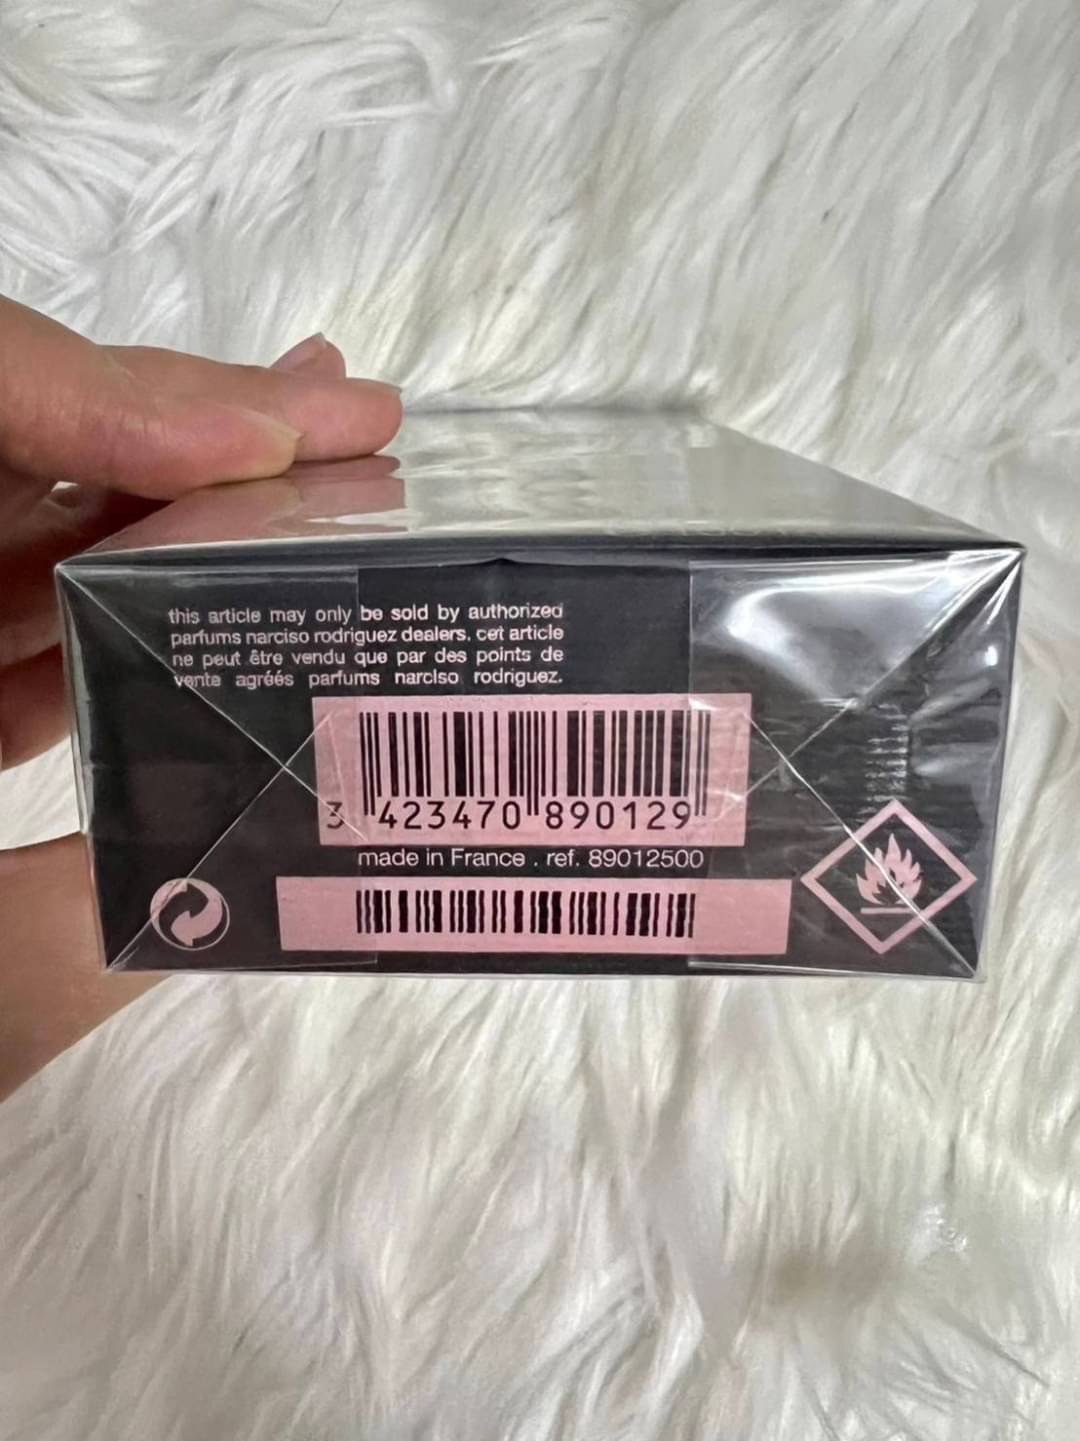 this article may only be sold by authorized
parfums narciso rodriguez dealers. cet article
ne peut être vendu que par des points de
vente agréés parfums narciso rodriguez.
3 423470 890129
made in France . ref. 89012500